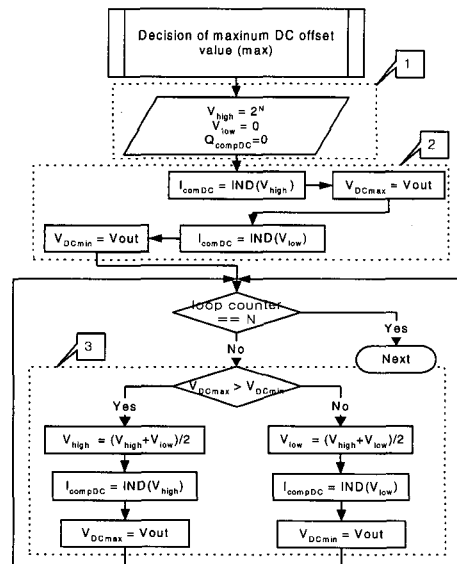 Decision of maxinum DC offset
value (max)
1
V_high = 2^N
V_low = 0
Q_compDC=0
2
I_comDC = IND(V_high)
V_DCmax = Vout
V_DCmin = Vout
I_comDC = IND(V_low)
loop counter
== N
Yes
Next
No
3
V_DCmax > V_DCmin
Yes
No
V_high = (V_high+V_low)/2
V_low = (V_high+V_low)/2
I_compDC = IND(V_high)
I_compDC = IND(V_low)
V_DCmax = Vout
V_DCmin = Vout